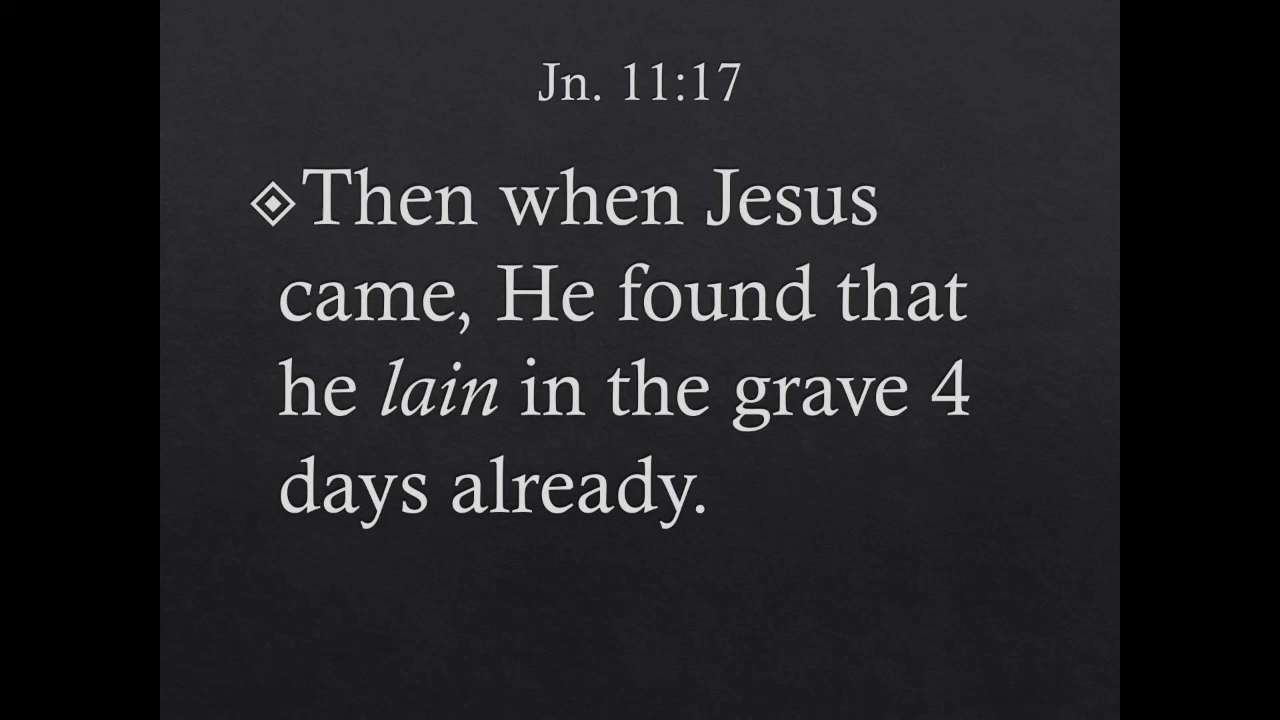 Jn. 11:17
Then when Jesus
came, He found that
he lain in the grave 4
days already.